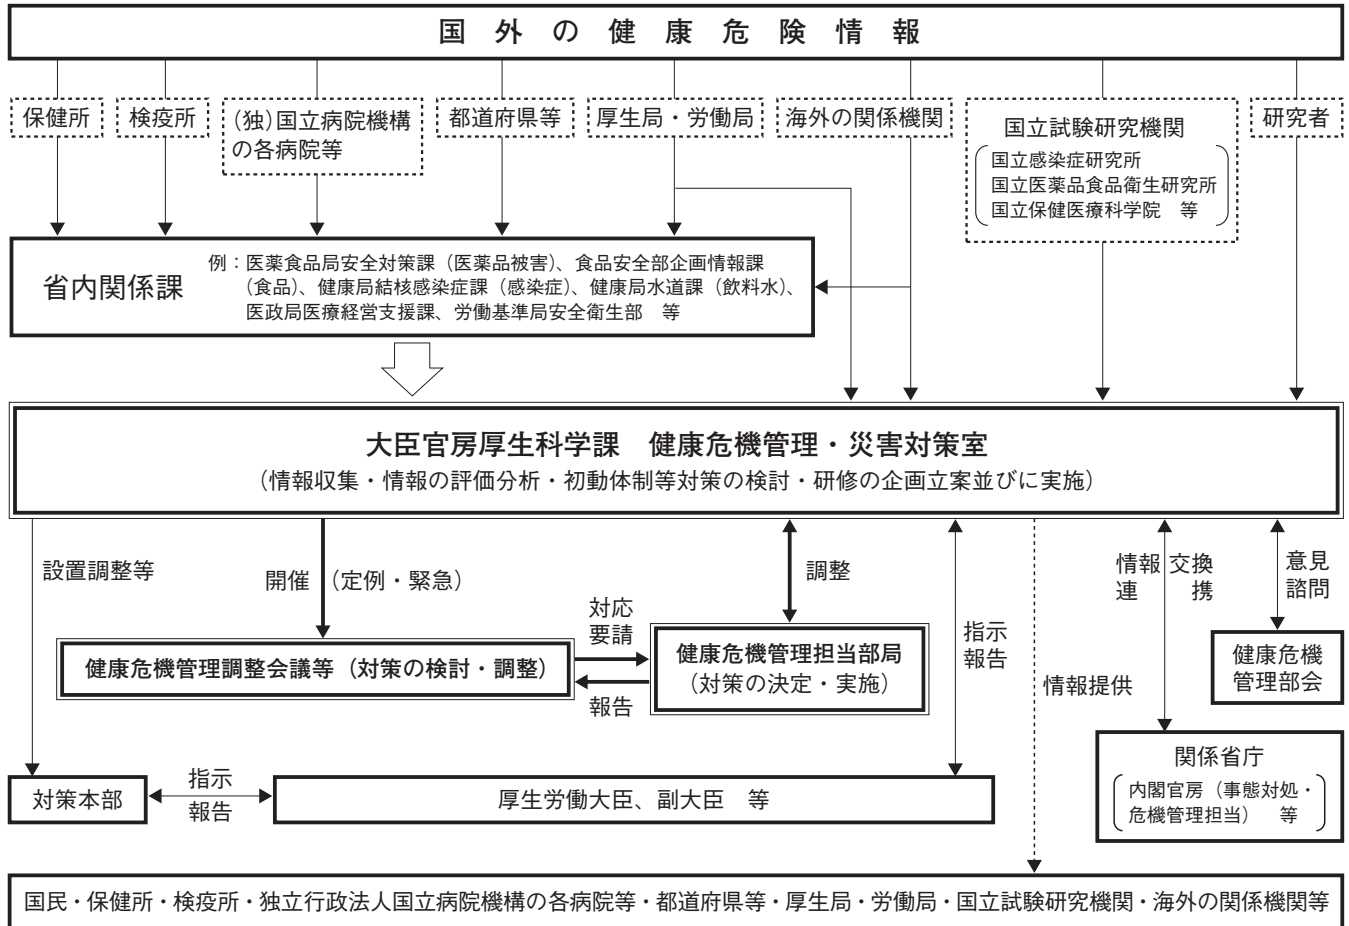 国外の健康危険情報
保健所
検疫所
(独)国立病院機構
の各病院等
都道府県等
厚生局・労働局
海外の関係機関
国立試験研究機関
国立感染症研究所
国立医薬品食品衛生研究所
国立保健医療科学院　等
研究者
省内関係課
例：医薬食品局安全対策課（医薬品被害）、食品安全部企画情報課
（食品）、健康局結核感染症課（感染症）、健康局水道課（飲料水）、
医政局医療経営支援課、労働基準局安全衛生部　等
大臣官房厚生科学課　健康危機管理・災害対策室
（情報収集・情報の評価分析・初動体制等対策の検討・研修の企画立案並びに実施）
設置調整等
開催（定例・緊急）
調整
指示
報告
情報提供
情報交換
連携
意見
諮問
対応
要請
報告
健康危機管理調整会議等（対策の検討・調整）
健康危機管理担当部局
（対策の決定・実施）
健康危機
管理部会
関係省庁
内閣官房（事態対処・
危機管理担当）　等
対策本部
指示
報告
厚生労働大臣、副大臣　等
国民・保健所・検疫所・独立行政法人国立病院機構の各病院等・都道府県等・厚生局・労働局・国立試験研究機関・海外の関係機関等